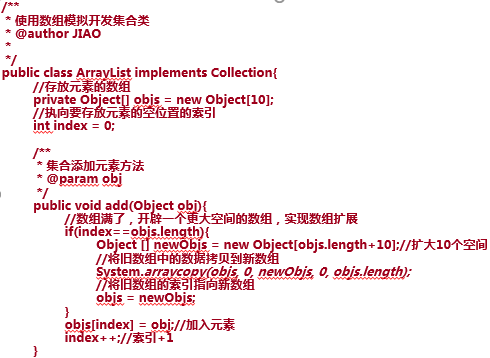 /**
* 使用数组模拟开发集合类
* @author JIAO
*
*/
public class ArrayList implements Collection{
//存放元素的数组
private Object[] objs = new Object[10];
//执向要存放元素的空位置的索引
int index = 0;
/**
* 集合添加元素方法
* @param obj
*/
public void add(Object obj){
//数组满了，开辟一个更大空间的数组，实现数组扩展
if(index==objs.length){
Object [] newObjs = new Object[objs.length+10];//扩大10个空间
//将旧数组中的数据拷贝到新数组
System.arraycopy(objs, 0, newObjs, 0, objs.length);
//将旧数组的索引指向新数组
objs = newObjs;
}
objs[index] = obj;//加入元素
index++;//索引+1
}